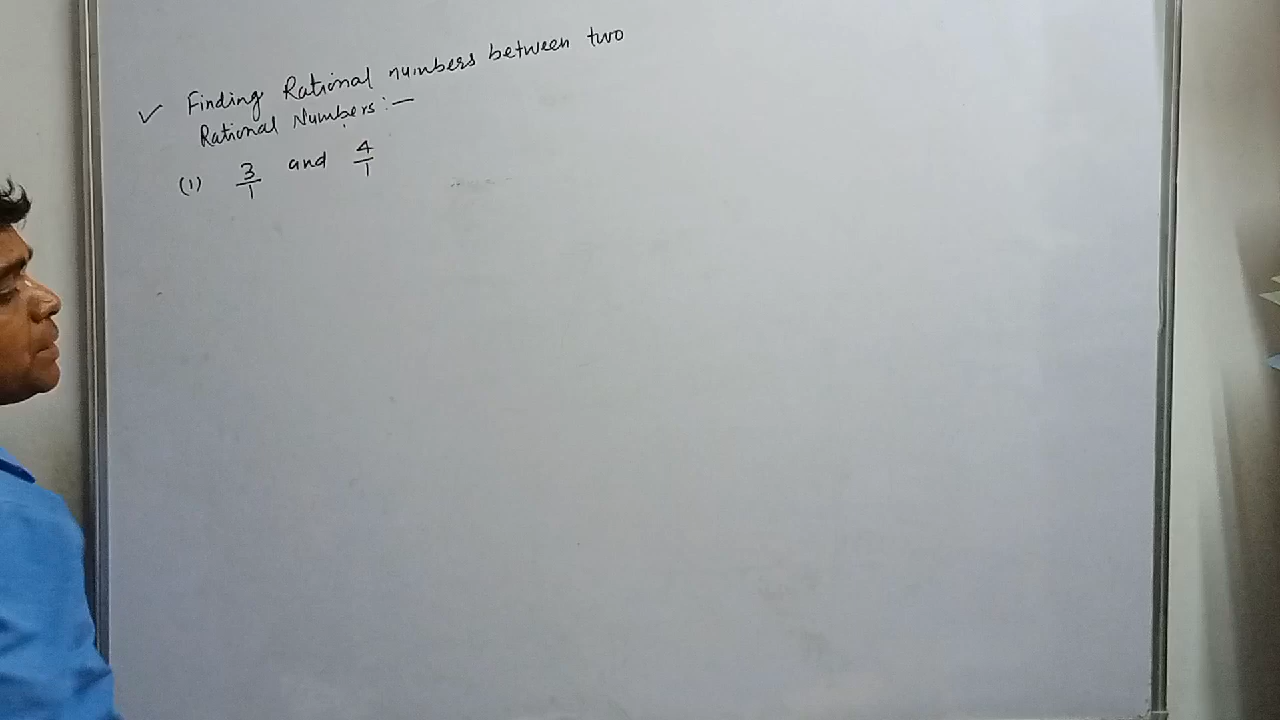 ✓ Finding Rational numbers between two
Rational Numbers:—
(1) 3/1 and 4/1